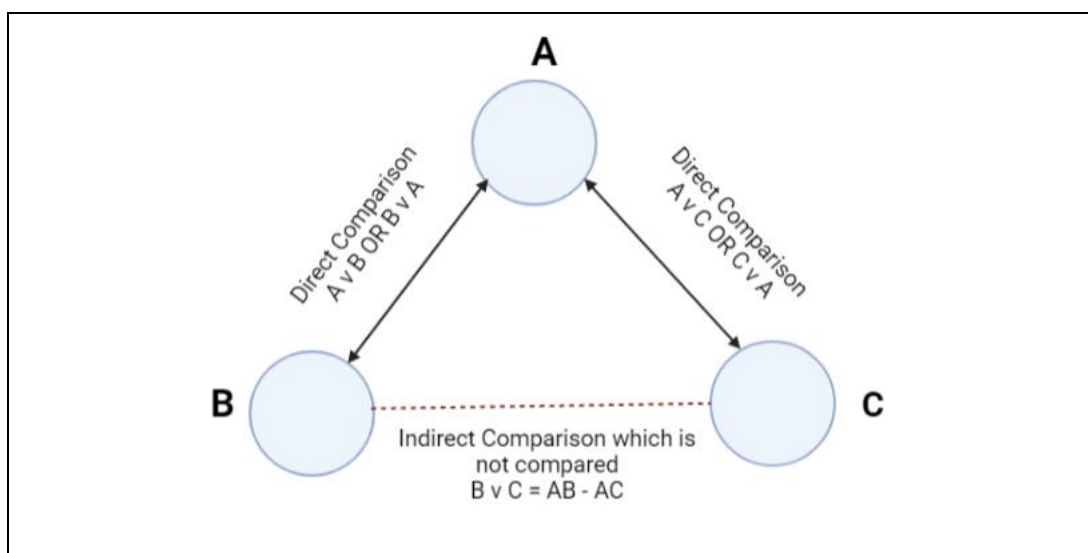 A
Direct Comparison
A v B OR B v A
Direct Comparison
A v C OR C v A
B
C
Indirect Comparison which is
not compared
B v C = AB - AC